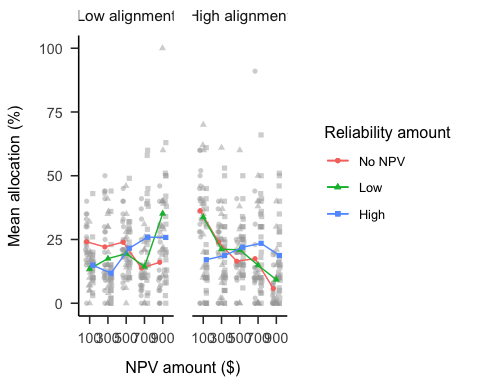 Low alignment
High alignment
Mean allocation (%)
100
75
50
25
0
100 300 500 700 900
100 300 500 700 900
NPV amount ($)
Reliability amount
No NPV
Low
High